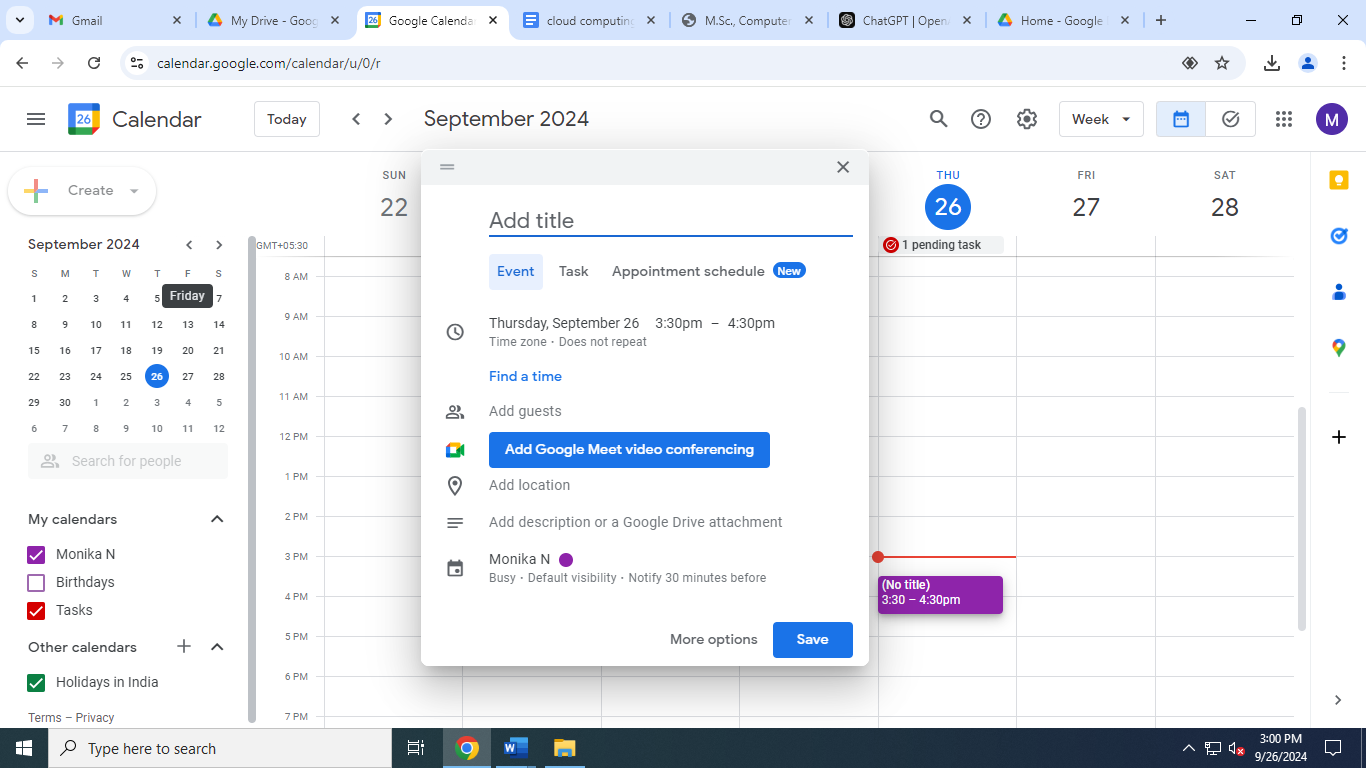 Gmail
My Drive - Goog
Google Calenda
cloud computing
M.Sc., Compute
ChatGPT | OpenA
Home - Google
calendar.google.com/calendar/u/0/r
26
Calendar
Today
September 2024
Week
M
Create
September 2024
S M T W T F S
1 2 3 4 5 7
Friday
8 9 10 11 12 13 14
15 16 17 18 19 20 21
22 23 24 25 26 27 28
29 30 1 2 3 4 5
6 7 8 9 10 11 12
Search for people
My calendars
Monika N
Birthdays
Tasks
Other calendars
Holidays in India
Terms – Privacy
SUN
22
THU
26
FRI
27
SAT
28
GMT+05:30
1 pending task
8 AM
9 AM
10 AM
11 AM
12 PM
1 PM
2 PM
3 PM
4 PM
5 PM
6 PM
7 PM
(No title)
3:30 – 4:30pm
Add title
Event Task Appointment schedule New
Thursday, September 26 3:30pm – 4:30pm
Time zone · Does not repeat
Find a time
Add guests
Add Google Meet video conferencing
Add location
Add description or a Google Drive attachment
Monika N
Busy · Default visibility · Notify 30 minutes before
More options Save
Type here to search
3:00 PM
9/26/2024